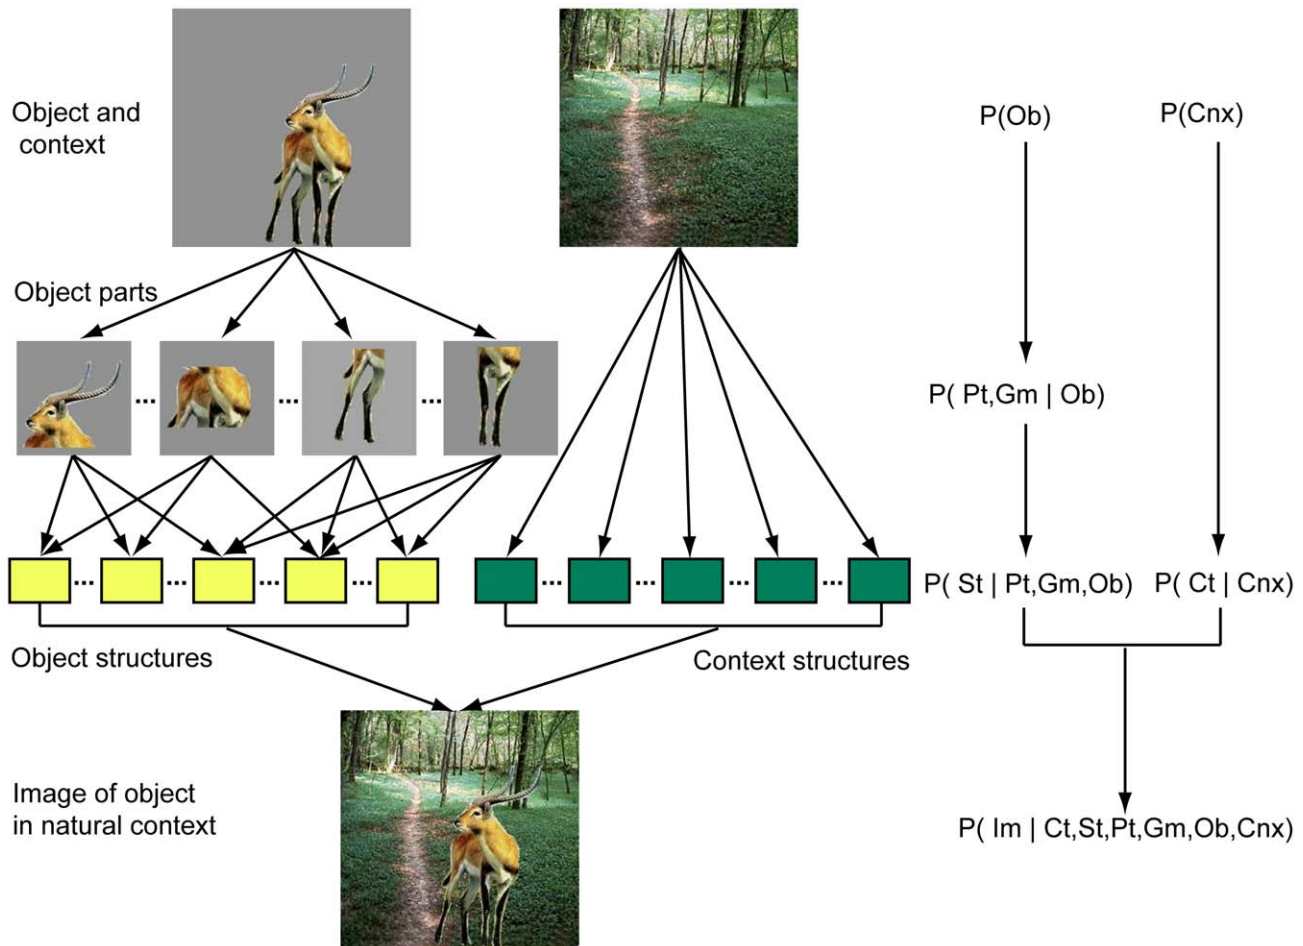 Object and
context
P(Ob)
P(Cnx)
Object parts
...
...
...
P( Pt,Gm | Ob)
...
...
...
...
...
...
...
...
P( St | Pt,Gm,Ob)
P( Ct | Cnx)
Object structures
Context structures
Image of object
in natural context
P( Im | Ct,St,Pt,Gm,Ob,Cnx)